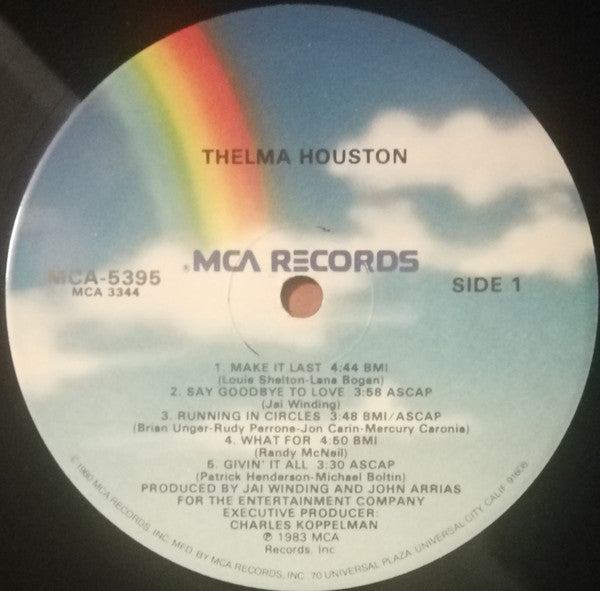 THELMA HOUSTON
MCA RECORDS
MCA-5395
MCA 3344
SIDE 1
1. MAKE IT LAST 4:44 BMI
(Louie Shelton-Lana Bogan)
2. SAY GOODBYE TO LOVE 3:58 ASCAP
(Jai Winding)
3. RUNNING IN CIRCLES 3:48 BMI/ASCAP
(Brian Unger-Rudy Perrone-Jon Carin-Mercury Caronia)
4. WHAT FOR 4:50 BMI
(Randy McNeil)
5. GIVIN' IT ALL 3:30 ASCAP
(Patrick Henderson-Michael Boltin)
PRODUCED BY JAI WINDING AND JOHN ARRIAS
FOR THE ENTERTAINMENT COMPANY
EXECUTIVE PRODUCER:
CHARLES KOPPELMAN
℗ 1983 MCA
Records, Inc
© 1980 MCA RECORDS, INC. MFD. BY MCA RECORDS, INC. 70 UNIVERSAL PLAZA, UNIVERSAL CITY, CALIF. 91608